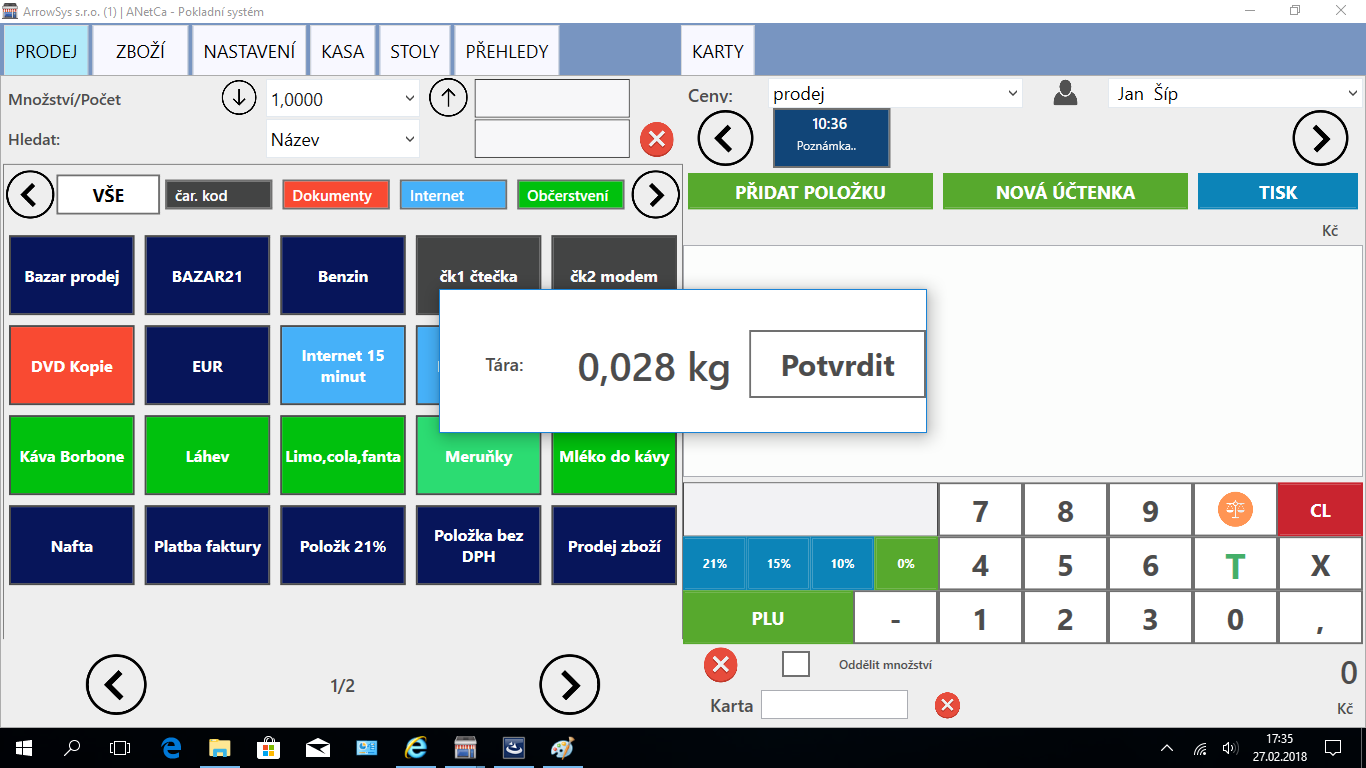 ArrowSys s.r.o. (1) | ANetCa - Pokladní systém
PRODEJ
ZBOŽÍ
NASTAVENÍ
KASA
STOLY
PŘEHLEDY
KARTY
Množství/Počet
1,0000
Hledat:
Název
Ceny:
prodej
Jan Šíp
10:36
Poznámka..
VŠE
čar. kod
Dokumenty
Internet
Občerstvení
PŘIDAT POLOŽKU
NOVÁ ÚČTENKA
TISK
Kč
Bazar prodej
BAZAR21
Benzin
čk1 čtečka
čk2 modem
DVD Kopie
EUR
Internet 15
minut
Tára:
0,028 kg
Potvrdit
Káva Borbone
Láhev
Limo,cola,fanta
Meruňky
Mléko do kávy
Nafta
Platba faktury
Položk 21%
Položka bez
DPH
Prodej zboží
1/2
7
8
9
CL
21%
15%
10%
0%
4
5
6
T
X
PLU
-
1
2
3
0
,
Oddělit množství
0
Karta
Kč
17:35
27.02.2018